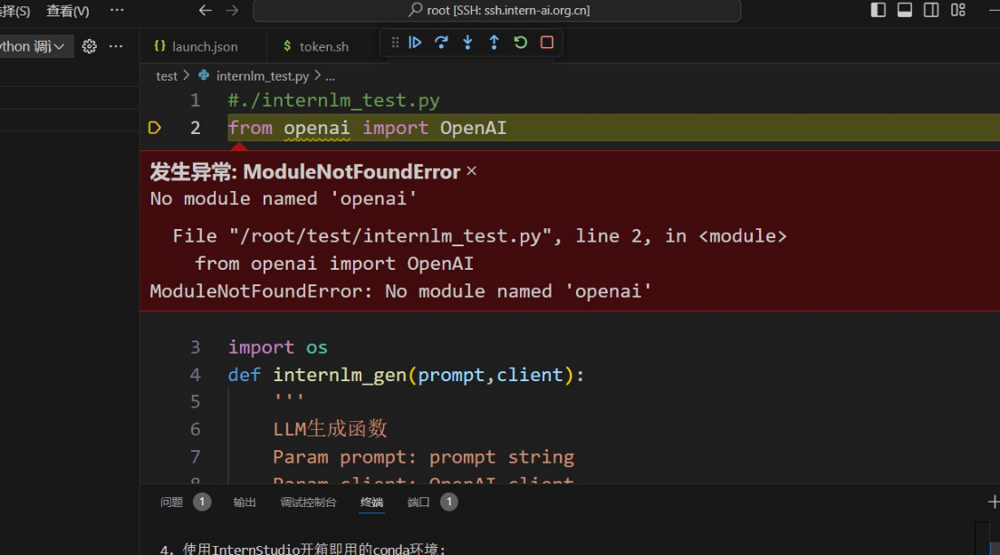 选择(S) 查看(V) ··· root [SSH: ssh.intern-ai.org.cn]
ython 调 ··· launch.json $ token.sh
test > internlm_test.py > ...
1 #./internlm_test.py
2 from openai import OpenAI
发生异常: ModuleNotFoundError ×
No module named 'openai'
File "/root/test/internlm_test.py", line 2, in <module>
from openai import OpenAI
ModuleNotFoundError: No module named 'openai'
3 import os
4 def internlm_gen(prompt,client):
5 '''
6 LLM生成函数
7 Param prompt: prompt string
8 Param client: OpenAI client
问题 1 输出 调试控制台 终端 端口 1
4. 使用InternStudio开箱即用的conda环境: